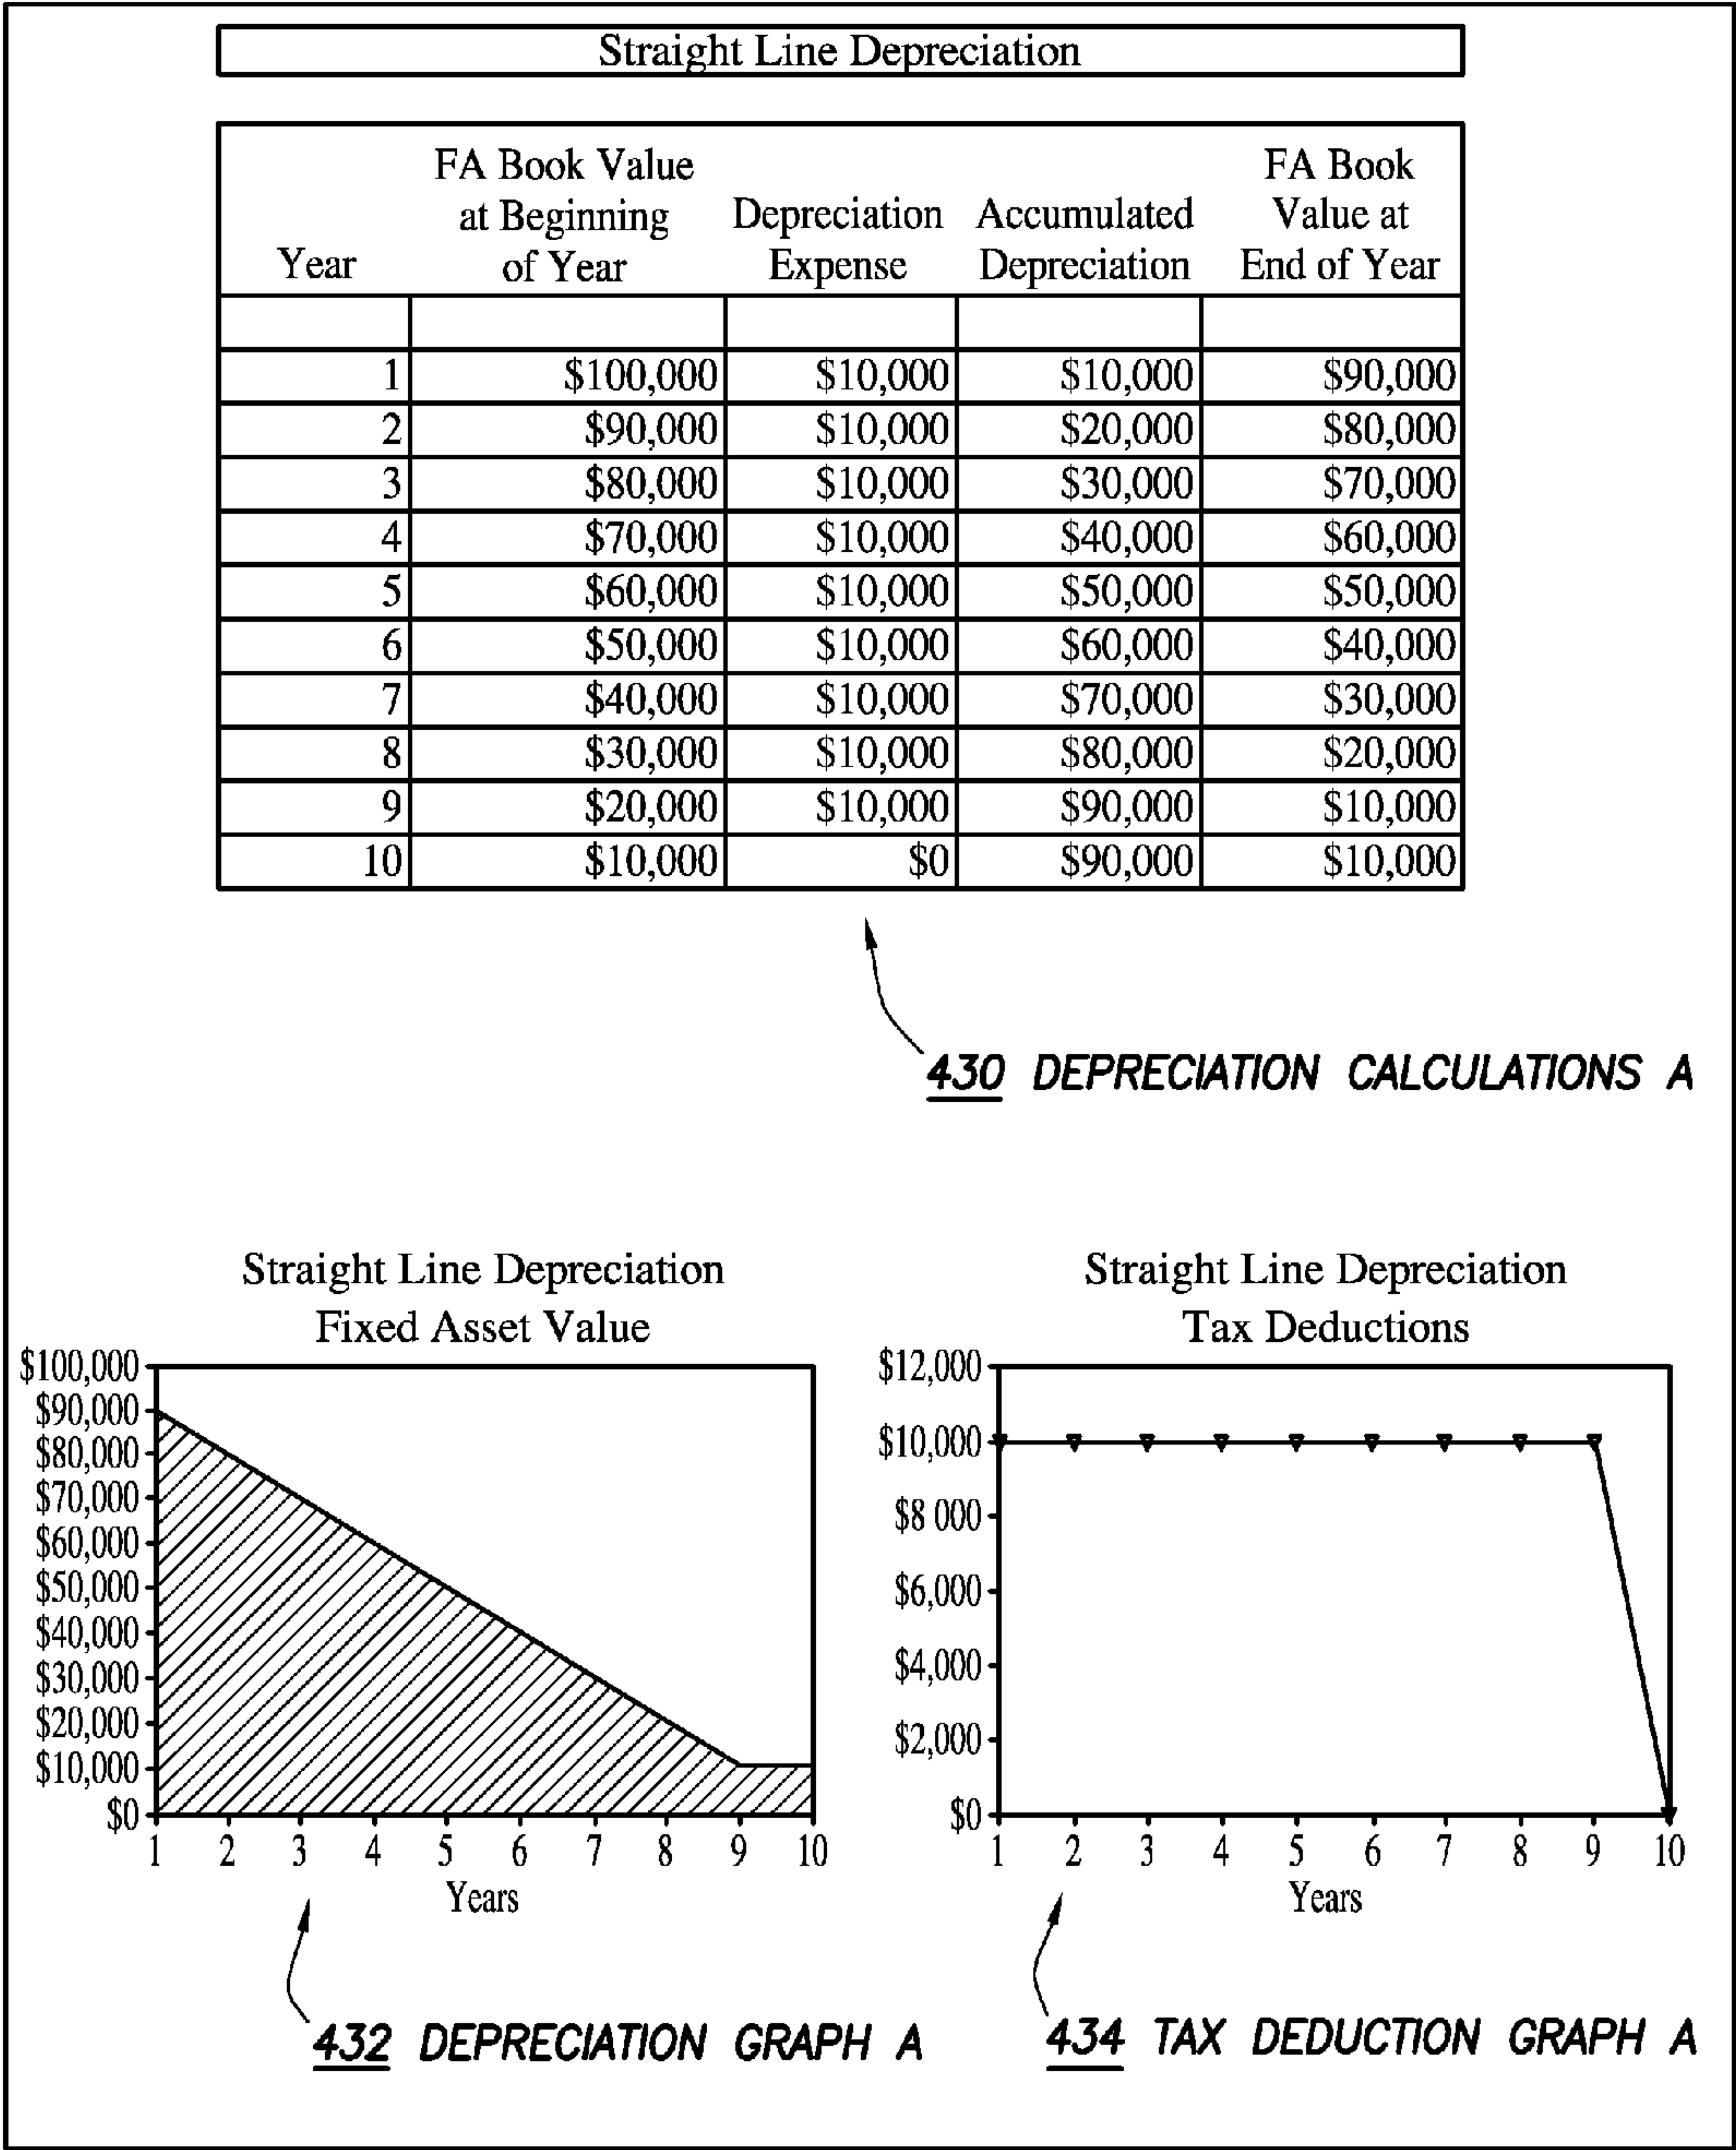 Straight Line Depreciation
Year FA Book Value at Beginning of Year Depreciation Expense Accumulated Depreciation FA Book Value at End of Year
1 $100,000 $10,000 $10,000 $90,000
2 $90,000 $10,000 $20,000 $80,000
3 $80,000 $10,000 $30,000 $70,000
4 $70,000 $10,000 $40,000 $60,000
5 $60,000 $10,000 $50,000 $50,000
6 $50,000 $10,000 $60,000 $40,000
7 $40,000 $10,000 $70,000 $30,000
8 $30,000 $10,000 $80,000 $20,000
9 $20,000 $10,000 $90,000 $10,000
10 $10,000 $0 $90,000 $10,000
430 DEPRECIATION CALCULATIONS A
Straight Line Depreciation
Fixed Asset Value
$100,000
$90,000
$80,000
$70,000
$60,000
$50,000
$40,000
$30,000
$20,000
$10,000
$0
1 2 3 4 5 6 7 8 9 10
Years
432 DEPRECIATION GRAPH A
Straight Line Depreciation
Tax Deductions
$12,000
$10,000
$8 000
$6,000
$4,000
$2,000
$0
1 2 3 4 5 6 7 8 9 10
Years
434 TAX DEDUCTION GRAPH A